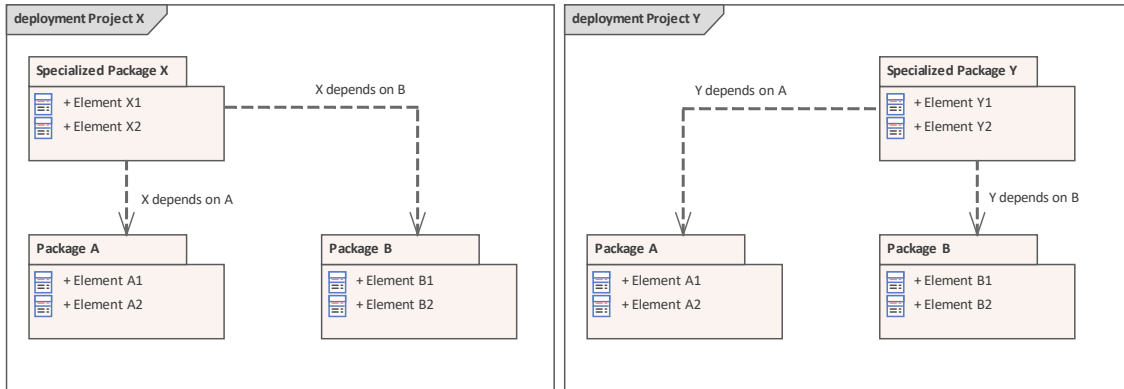 deployment Project X
Specialized Package X
+ Element X1
+ Element X2
X depends on B
X depends on A
Package A
+ Element A1
+ Element A2
Package B
+ Element B1
+ Element B2
deployment Project Y
Specialized Package Y
+ Element Y1
+ Element Y2
Y depends on A
Y depends on B
Package A
+ Element A1
+ Element A2
Package B
+ Element B1
+ Element B2